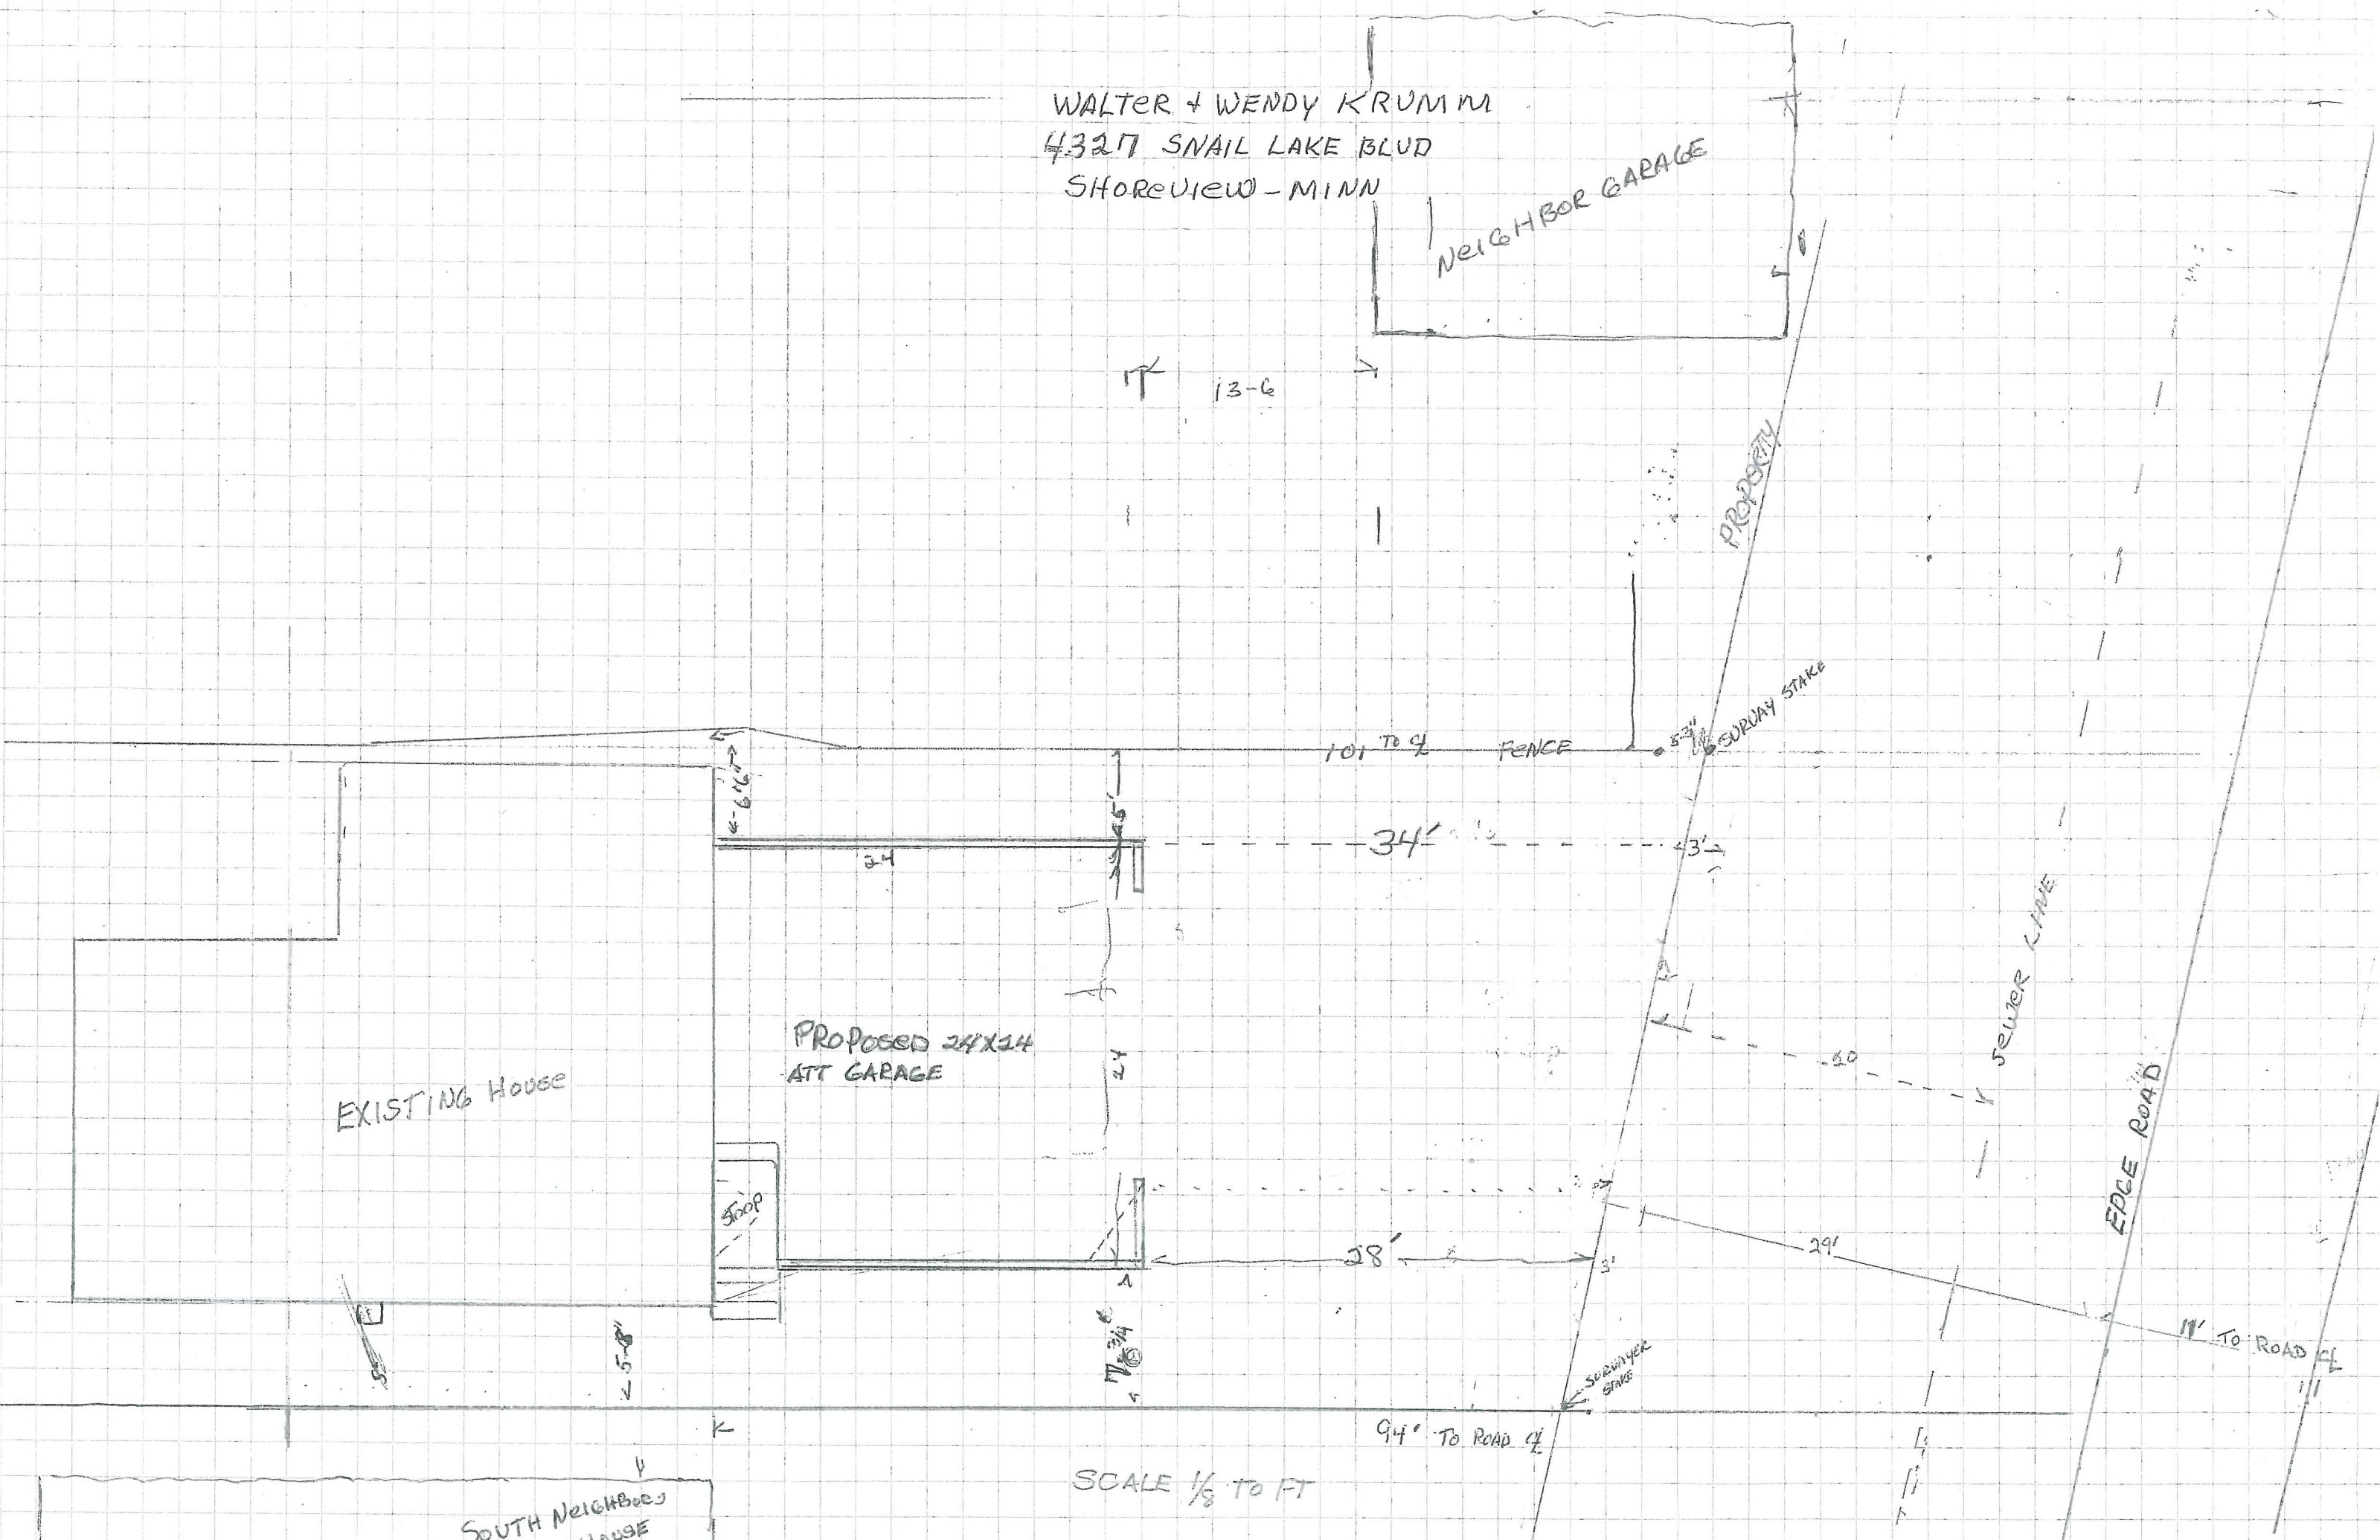 WALTER + WENDY KRUMM
4327 SNAIL LAKE BLVD
SHOREVIEW - MINN
NEIGHBOR GARAGE
13-6
PROPERTY
SURVAY STAKE
101 TO ℄
FENCE
6'6"
5'
24
34'
3'
SEWER LINE
PROPOSED 24X24
ATT GARAGE
24
EXISTING HOUSE
EDGE ROAD
STOOP
28'
3'
29'
11' TO ROAD ℄
5-8"
SURVAYER
STAKE
94' TO ROAD ℄
SCALE 1/8 TO FT
SOUTH NEIGHBORS
HOUSE